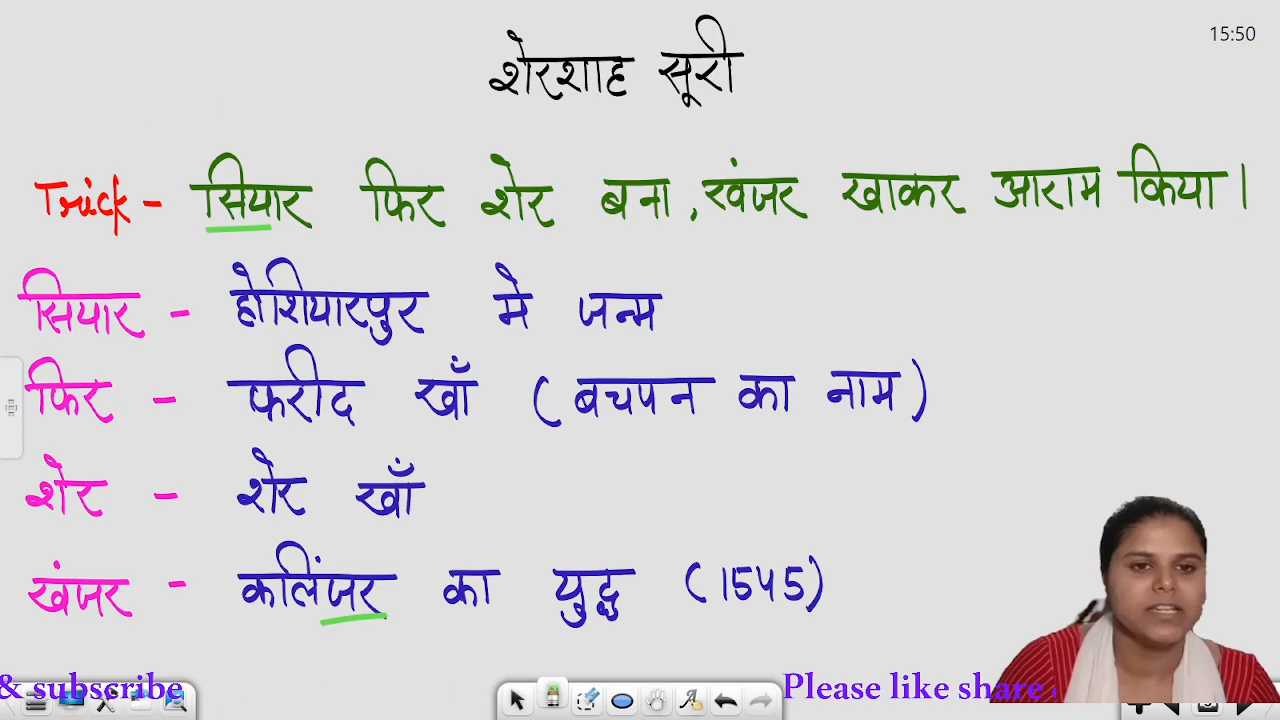 15:50
शेरशाह सूरी
Trick - सियार फिर शेर बना, खंजर खाकर आराम किया।
सियार - होशियारपुर मे जन्म
फिर - फरीद खाँ (बचपन का नाम)
शेर - शेर खाँ
खंजर - कलिंजर का युद्ध (1545)
& subscribe Please like share